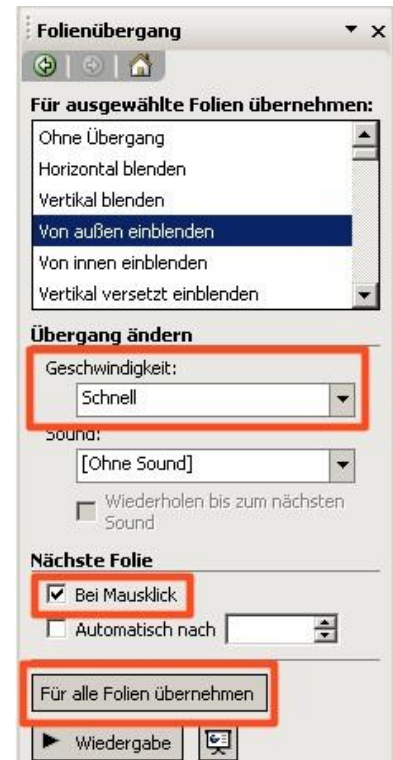 Folienübergang
Für ausgewählte Folien übernehmen:
Ohne Übergang
Horizontal blenden
Vertikal blenden
Von außen einblenden
Von innen einblenden
Vertikal versetzt einblenden
Übergang ändern
Geschwindigkeit:
Schnell
Sound:
[Ohne Sound]
Wiederholen bis zum nächsten
Sound
Nächste Folie
Bei Mausklick
Automatisch nach
Für alle Folien übernehmen
Wiedergabe